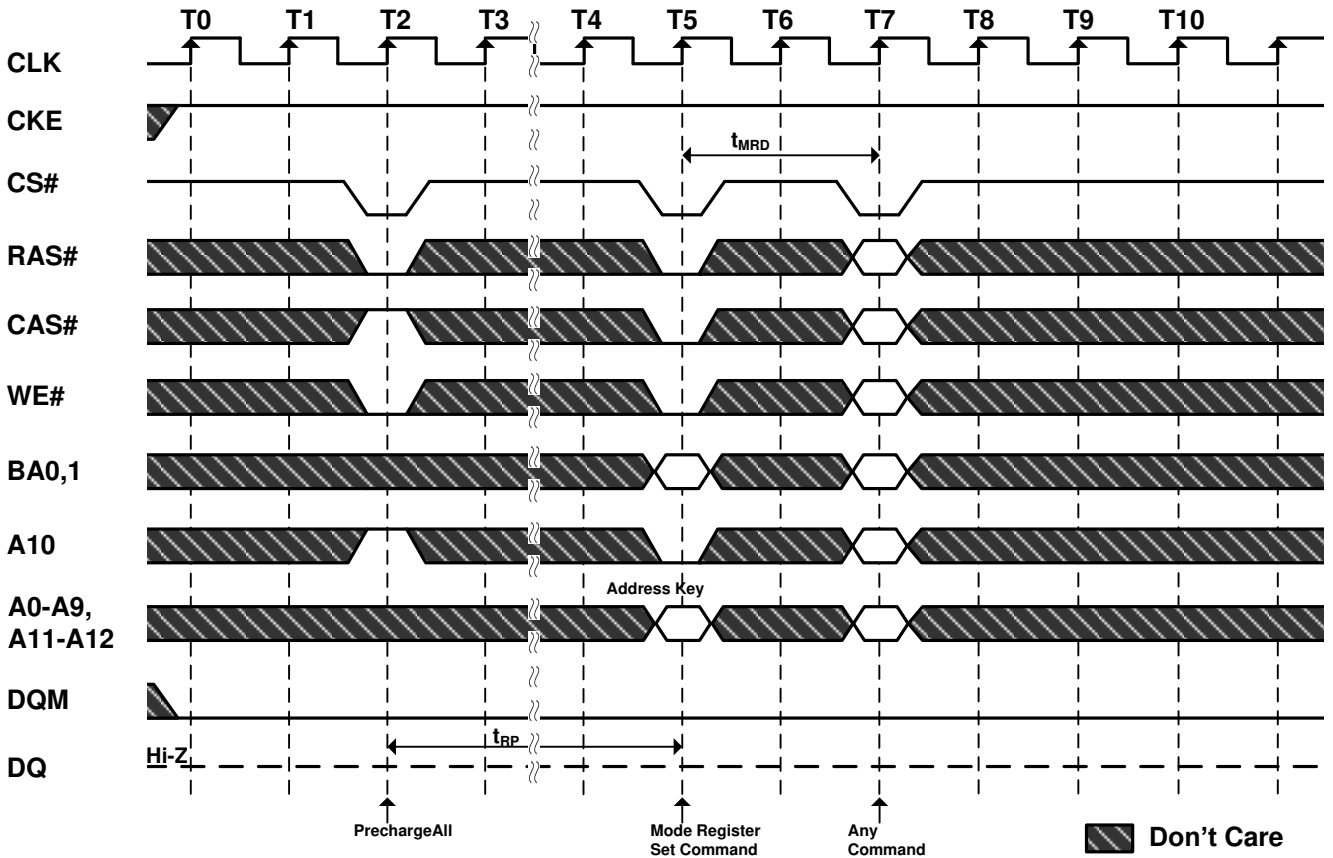 T0 T1 T2 T3 T4 T5 T6 T7 T8 T9 T10
CLK
CKE
tMRD
CS#
RAS#
CAS#
WE#
BA0,1
A10
Address Key
A0-A9,
A11-A12
DQM
tRP
Hi-Z
DQ
PrechargeAll
Mode Register
Set Command
Any
Command
Don't Care